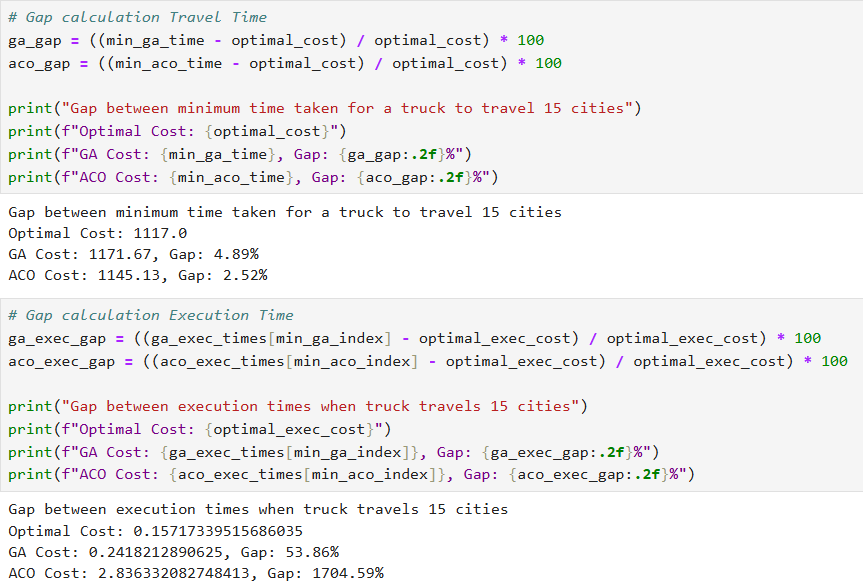 # Gap calculation Travel Time
ga_gap = ((min_ga_time - optimal_cost) / optimal_cost) * 100
aco_gap = ((min_aco_time - optimal_cost) / optimal_cost) * 100
print("Gap between minimum time taken for a truck to travel 15 cities")
print(f"Optimal Cost: {optimal_cost}")
print(f"GA Cost: {min_ga_time}, Gap: {ga_gap:.2f}%")
print(f"ACO Cost: {min_aco_time}, Gap: {aco_gap:.2f}%")
Gap between minimum time taken for a truck to travel 15 cities
Optimal Cost: 1117.0
GA Cost: 1171.67, Gap: 4.89%
ACO Cost: 1145.13, Gap: 2.52%
# Gap calculation Execution Time
ga_exec_gap = ((ga_exec_times[min_ga_index] - optimal_exec_cost) / optimal_exec_cost) * 100
aco_exec_gap = ((aco_exec_times[min_aco_index] - optimal_exec_cost) / optimal_exec_cost) * 100
print("Gap between execution times when truck travels 15 cities")
print(f"Optimal Cost: {optimal_exec_cost}")
print(f"GA Cost: {ga_exec_times[min_ga_index]}, Gap: {ga_exec_gap:.2f}%")
print(f"ACO Cost: {aco_exec_times[min_aco_index]}, Gap: {aco_exec_gap:.2f}%")
Gap between execution times when truck travels 15 cities
Optimal Cost: 0.15717339515686035
GA Cost: 0.2418212890625, Gap: 53.86%
ACO Cost: 2.836332082748413, Gap: 1704.59%